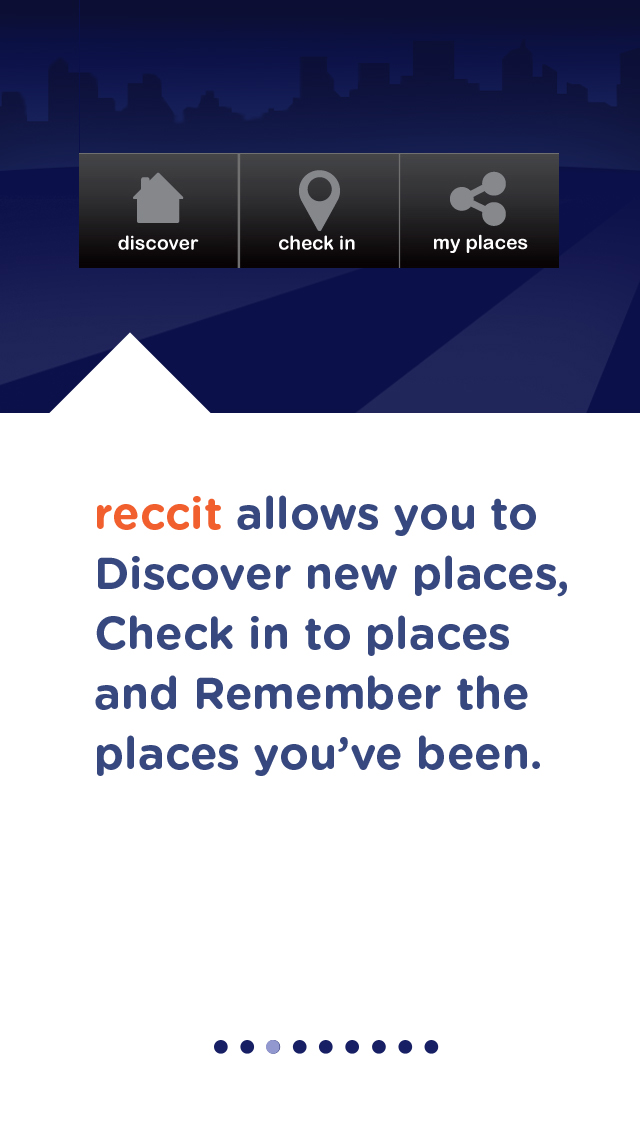 discover
check in
my places
reccit allows you to
Discover new places,
Check in to places
and Remember the
places you’ve been.